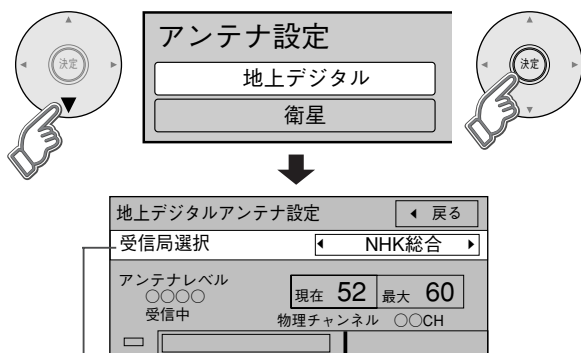 決定
アンテナ設定
地上デジタル
衛星
決定
地上デジタルアンテナ設定
戻る
受信局選択
NHK総合
アンテナレベル
○○○○
受信中
現在 52 最大 60
物理チャンネル ○○CH